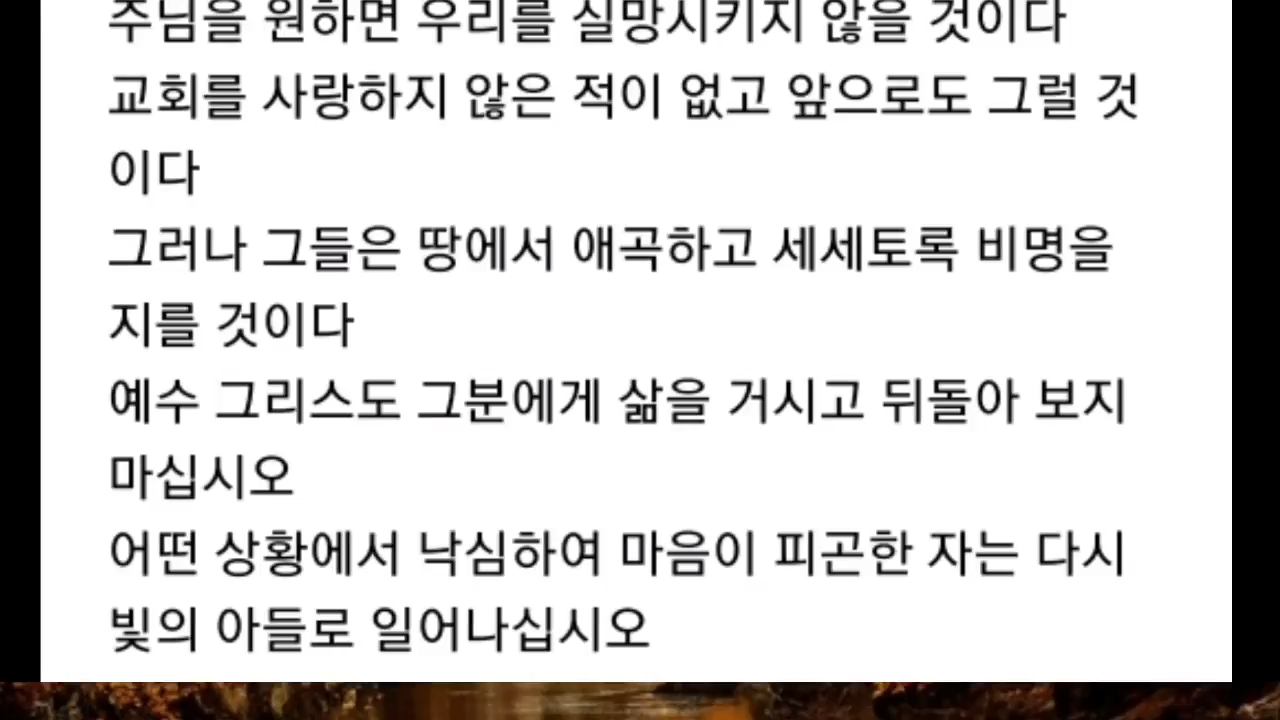 주님을 원하면 우리를 실망시키지 않을 것이다
교회를 사랑하지 않은 적이 없고 앞으로도 그럴 것
이다
그러나 그들은 땅에서 애곡하고 세세토록 비명을
지를 것이다
예수 그리스도 그분에게 삶을 거시고 뒤돌아 보지
마십시오
어떤 상황에서 낙심하여 마음이 피곤한 자는 다시
빛의 아들로 일어나십시오